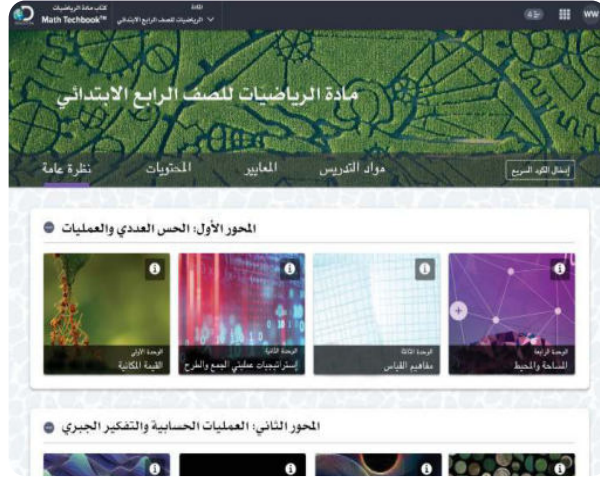 كتاب مادة الرياضيات
Math Techbook™
المادة
الرياضيات للصف الرابع الابتدائي
WW
مادة الرياضيات للصف الرابع الابتدائي
نظرة عامة
المحتويات
المعايير
مواد التدريس
إدخال الكود السريع
المحور الأول: الحس العددي والعمليات
الوحدة الأولى
القيمة المكانية
الوحدة الثانية
إستراتيجيات عمليتي الجمع والطرح
الوحدة الثالثة
مفاهيم القياس
الوحدة الرابعة
المساحة والمحيط
المحور الثاني: العمليات الحسابية والتفكير الجبري